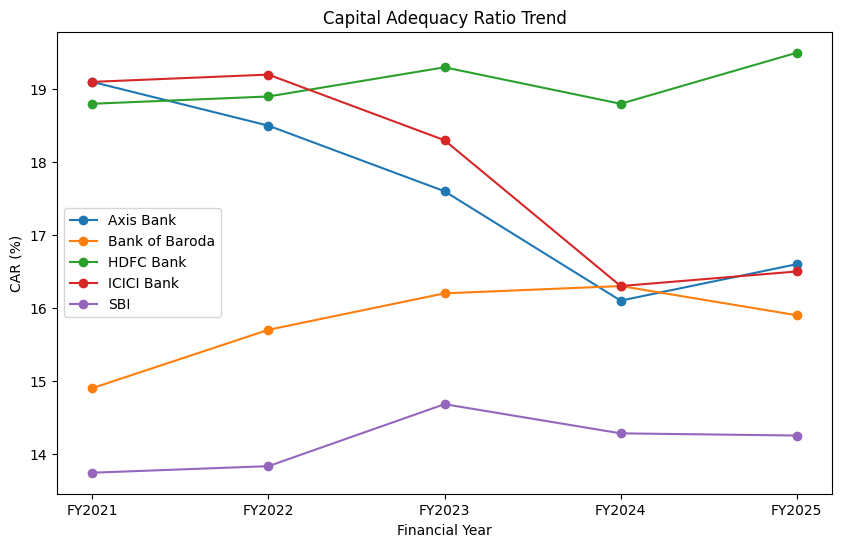 Capital Adequacy Ratio Trend
19
18
17
16
15
14
CAR (%)
Axis Bank
Bank of Baroda
HDFC Bank
ICICI Bank
SBI
FY2021 FY2022 FY2023 FY2024 FY2025
Financial Year